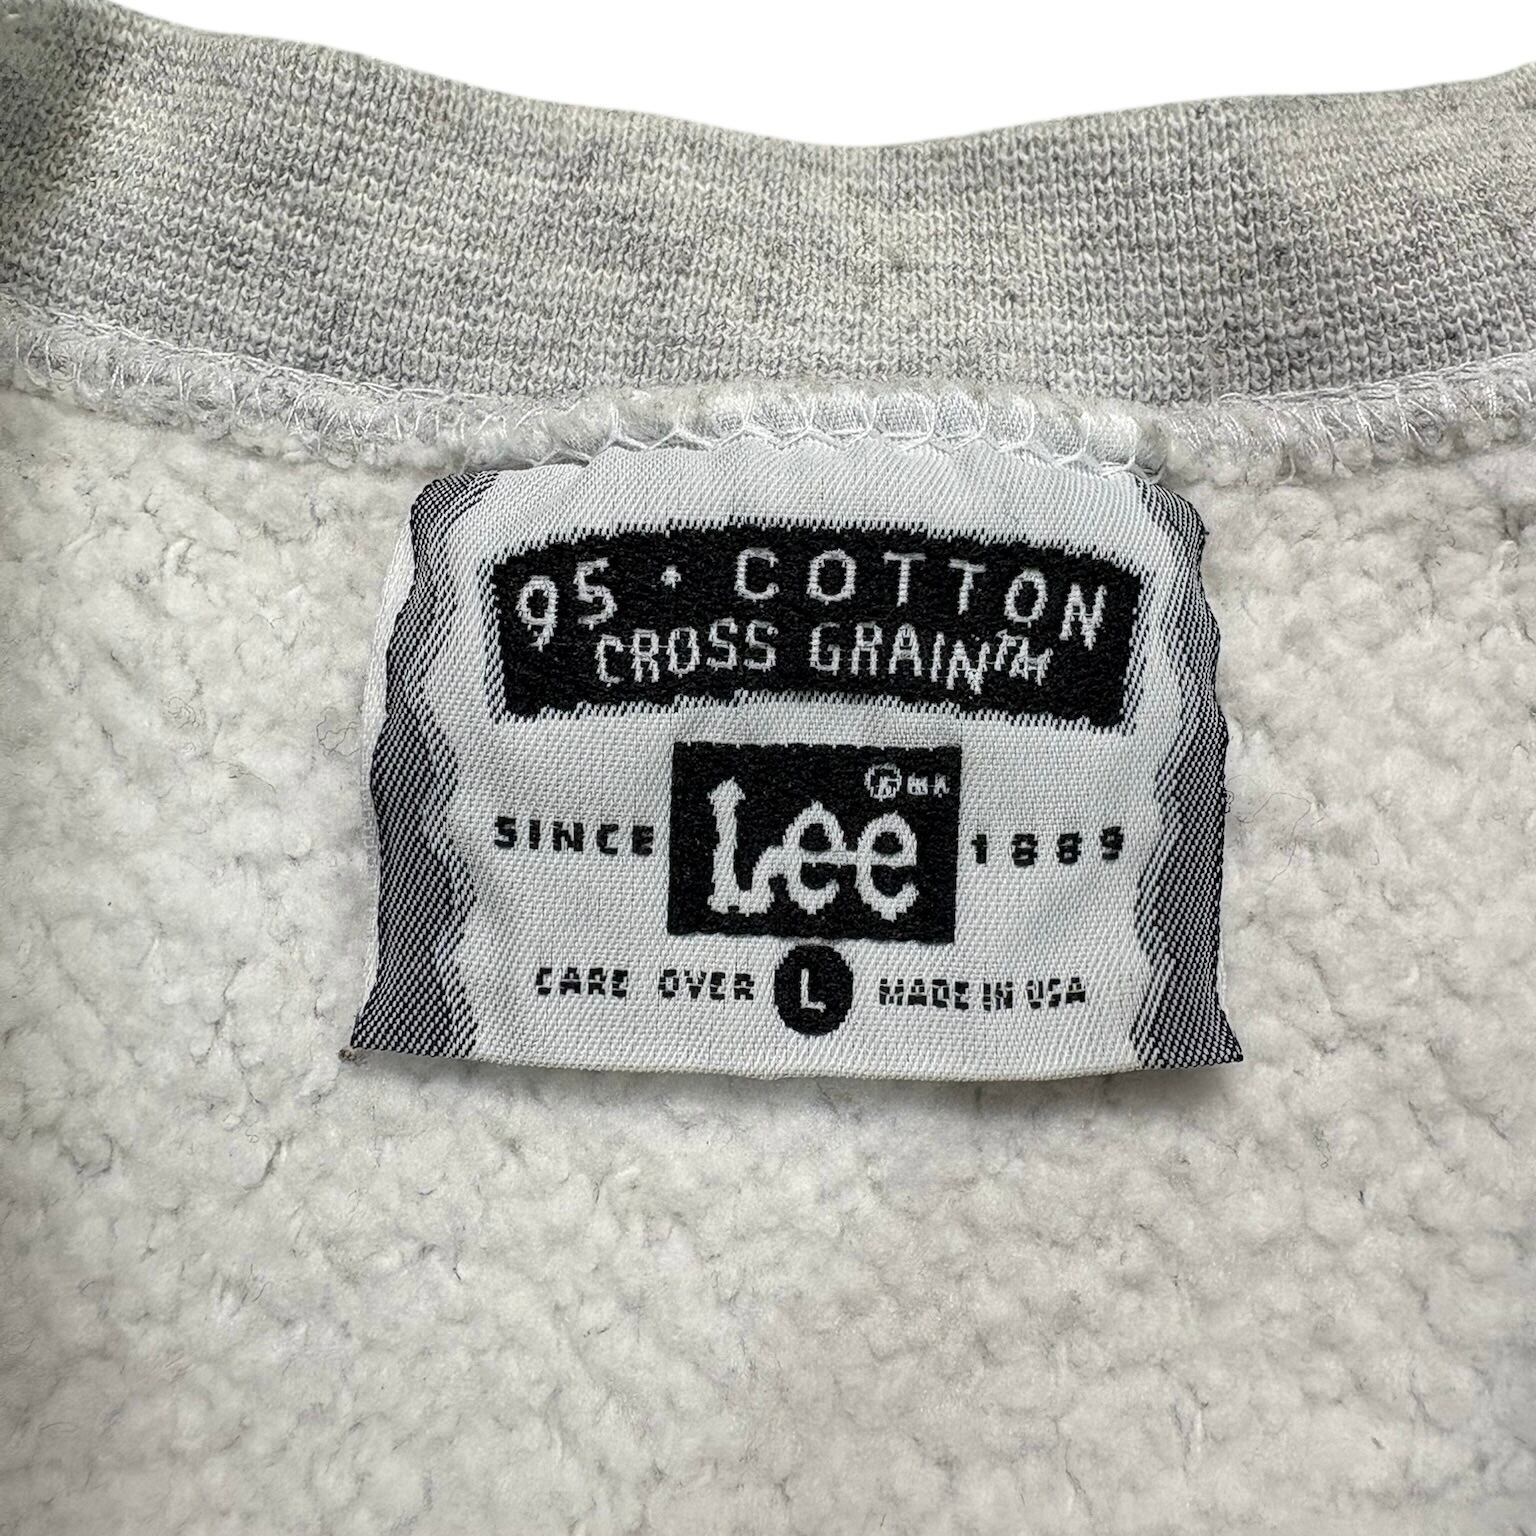 95 · COTTON
CROSS GRAIN™
Lee ®
SINCE 1889
CARE OVER L MADE IN USA